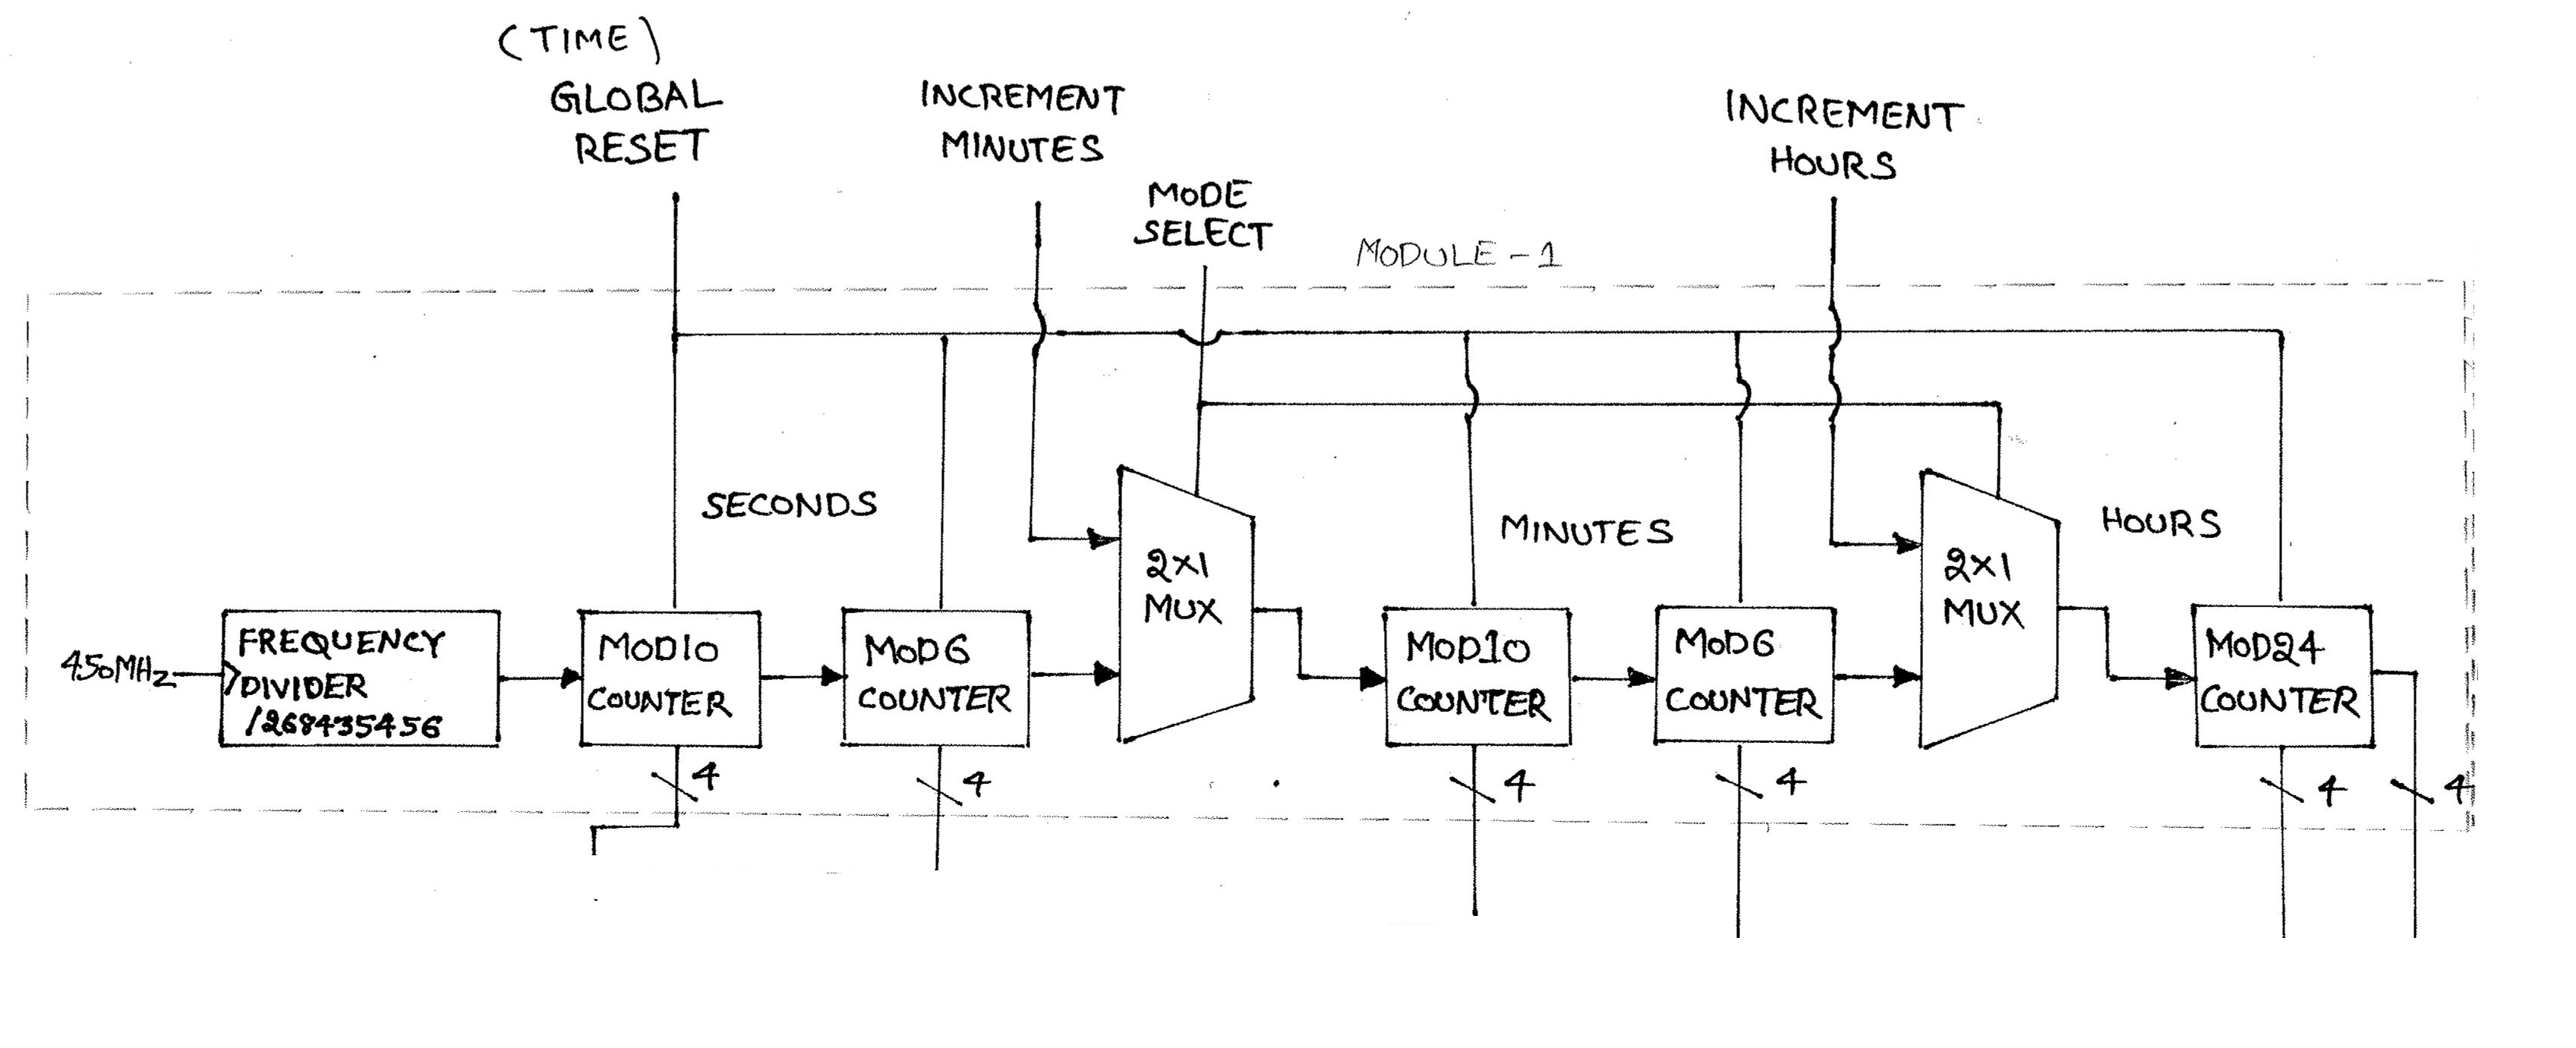 (TIME)
GLOBAL
RESET
INCREMENT
MINUTES
MODE
SELECT
INCREMENT
HOURS
MODULE - 1
SECONDS
MINUTES
HOURS
450MHz
FREQUENCY
DIVIDER
/268435456
MOD10
COUNTER
MOD6
COUNTER
2x1
MUX
MOD10
COUNTER
MOD6
COUNTER
2x1
MUX
MOD24
COUNTER
4
4
4
4
4
4